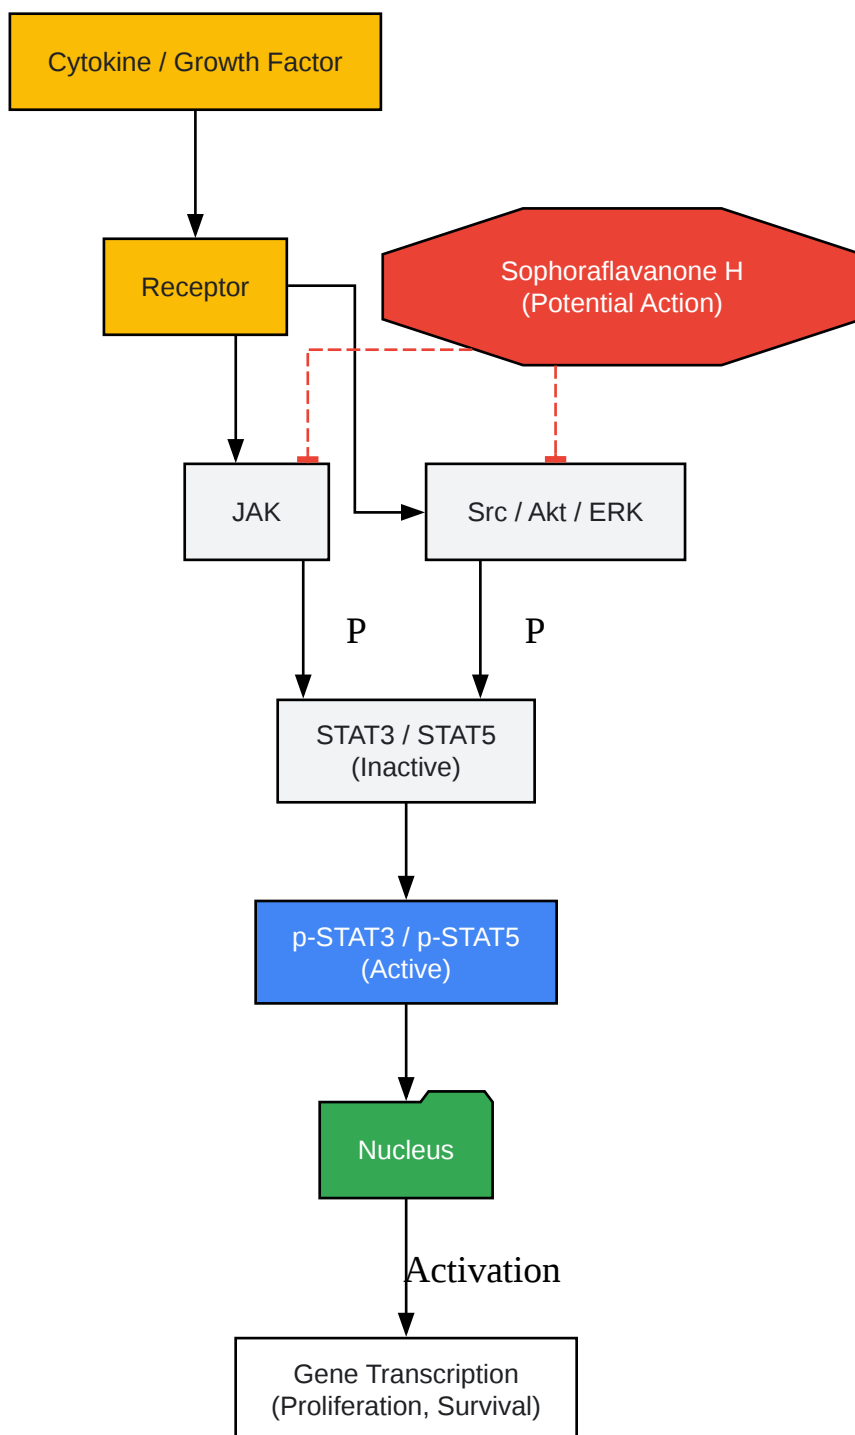 Cytokine / Growth Factor
Sophoraflavanone H
(Potential Action)
Receptor
JAK
Src / Akt / ERK
P
P
STAT3 / STAT5
(Inactive)
p-STAT3 / p-STAT5
(Active)
Nucleus
Activation
Gene Transcription
(Proliferation, Survival)